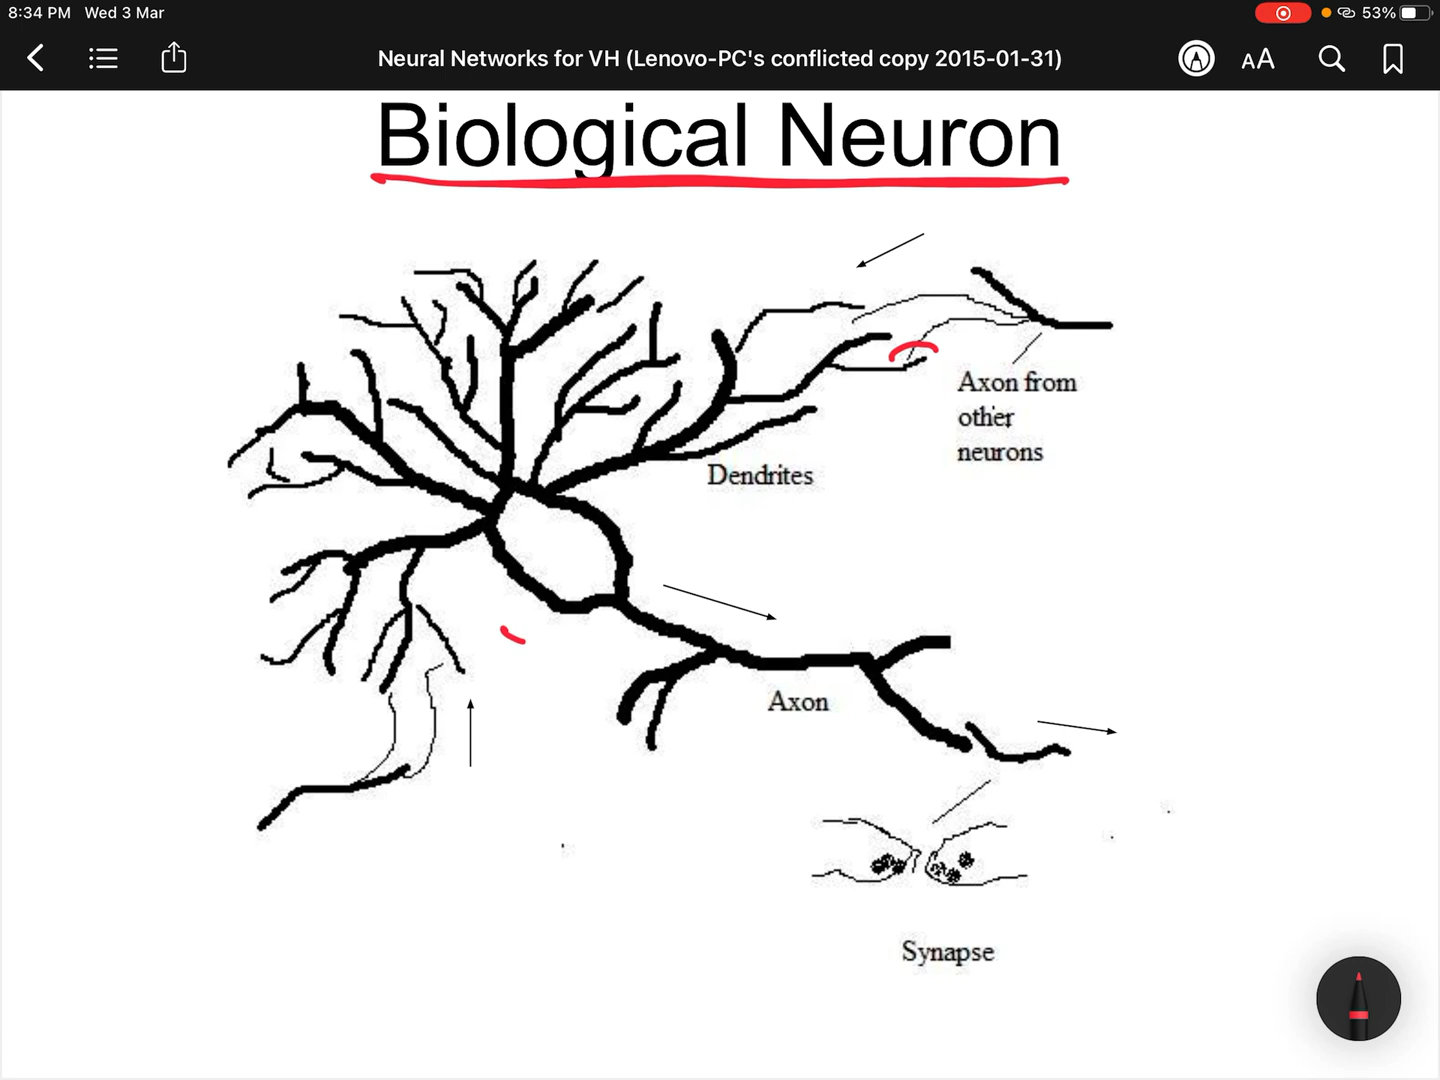 8:34 PM Wed 3 Mar
53%
Neural Networks for VH (Lenovo-PC's conflicted copy 2015-01-31)
AA
Biological Neuron
Axon from
other
neurons
Dendrites
Axon
Synapse